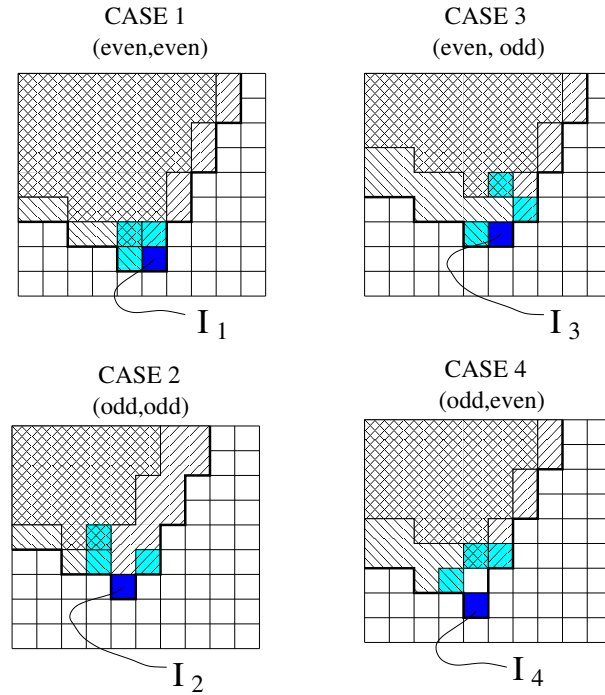 CASE 1
(even,even)
I 1
CASE 3
(even, odd)
I 3
CASE 2
(odd,odd)
I 2
CASE 4
(odd,even)
I 4